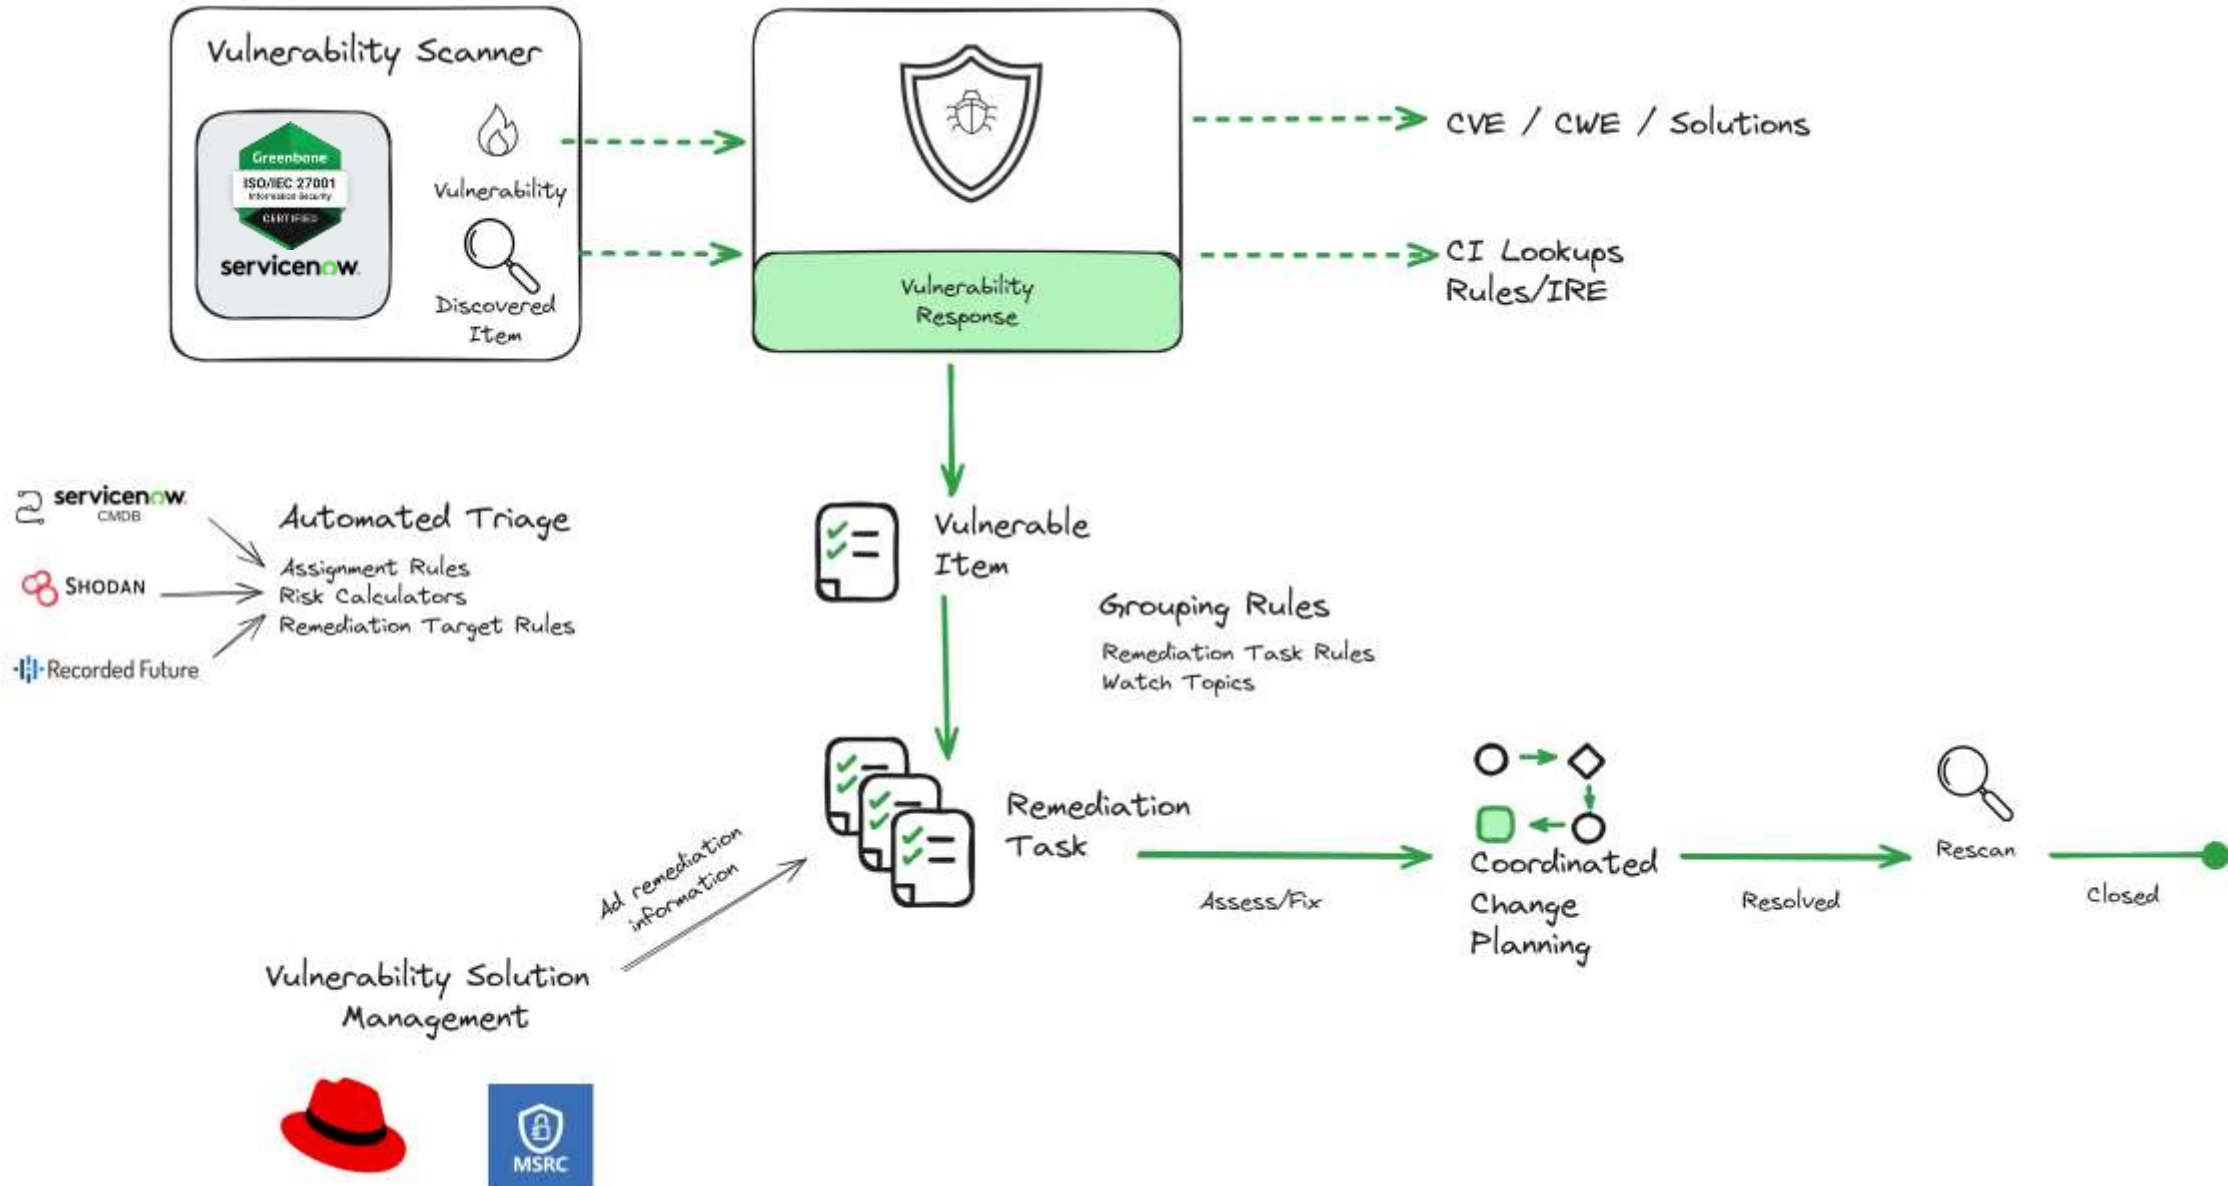 Vulnerability Scanner
Greenbone
ISO/IEC 27001
Information Security
CERTIFIED
servicenow.
Vulnerability
Discovered
Item
Vulnerability
Response
CVE / CWE / Solutions
CI Lookups
Rules/IRE
servicenow.
CMDB
SHODAN
Recorded Future
Automated Triage
Assignment Rules
Risk Calculators
Remediation Target Rules
Vulnerable
Item
Grouping Rules
Remediation Task Rules
Watch Topics
Remediation
Task
Ad remediation
information
Assess/Fix
Coordinated
Change
Planning
Resolved
Rescan
Closed
Vulnerability Solution
Management
MSRC